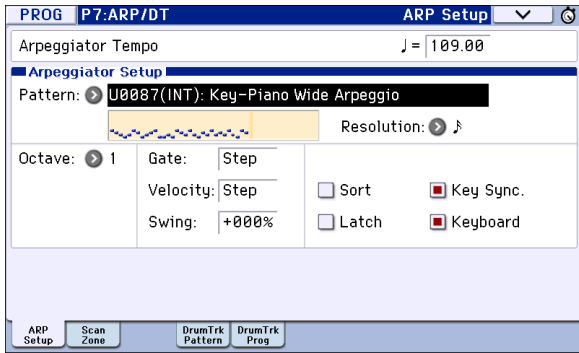 PROG P7:ARP/DT ARP Setup
Arpeggiator Tempo ♩= 109.00
Arpeggiator Setup
Pattern: U0087(INT): Key-Piano Wide Arpeggio
Resolution: ♪
Octave: 1 Gate: Step
Velocity: Step Sort Key Sync.
Swing: +000% Latch Keyboard
ARP Setup Scan Zone DrumTrk Pattern DrumTrk Prog